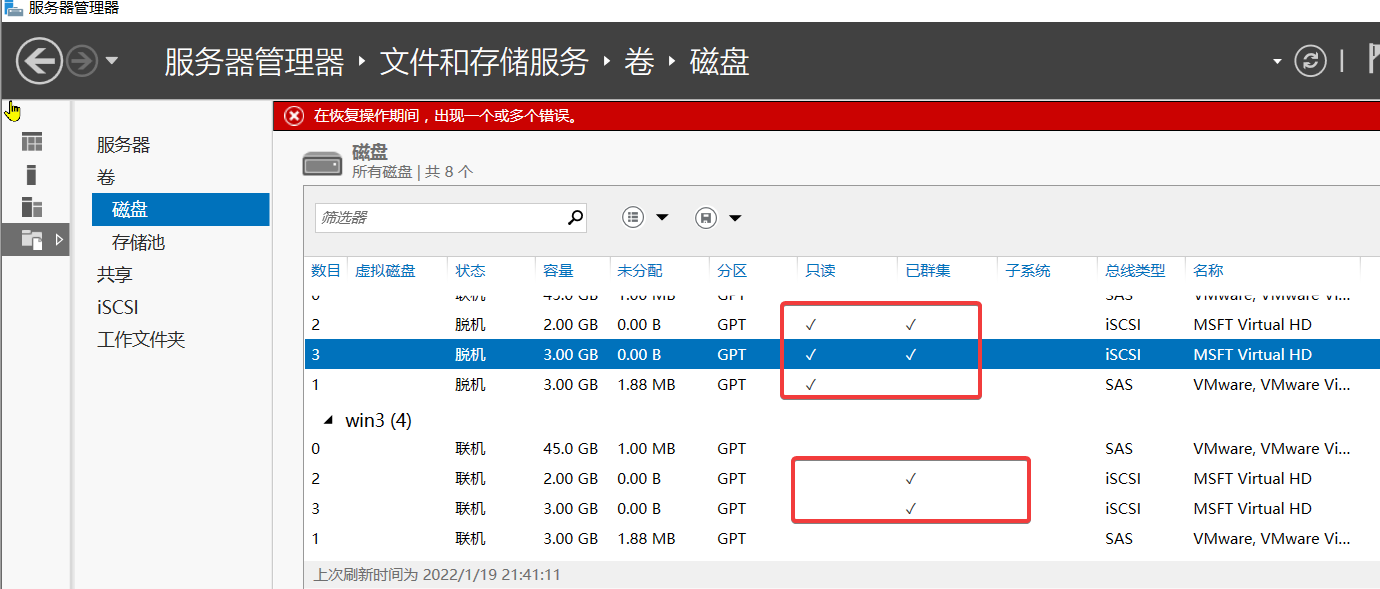 服务器管理器
服务器管理器 · 文件和存储服务 · 卷 · 磁盘
在恢复操作期间，出现一个或多个错误。
服务器
卷
磁盘
存储池
共享
iSCSI
工作文件夹
磁盘
所有磁盘 | 共 8 个
筛选器
数目 虚拟磁盘 状态 容量 未分配 分区 只读 已群集 子系统 总线类型 名称
0 联机 45.0 GB 1.00 MB GPT SAS VMware, VMware Vi...
2 脱机 2.00 GB 0.00 B GPT ✓ ✓ iSCSI MSFT Virtual HD
3 脱机 3.00 GB 0.00 B GPT ✓ ✓ iSCSI MSFT Virtual HD
1 脱机 3.00 GB 1.88 MB GPT ✓ SAS VMware, VMware Vi...
win3 (4)
0 联机 45.0 GB 1.00 MB GPT SAS VMware, VMware Vi...
2 联机 2.00 GB 0.00 B GPT ✓ iSCSI MSFT Virtual HD
3 联机 3.00 GB 0.00 B GPT ✓ iSCSI MSFT Virtual HD
1 联机 3.00 GB 1.88 MB GPT SAS VMware, VMware Vi...
上次刷新时间为 2022/1/19 21:41:11